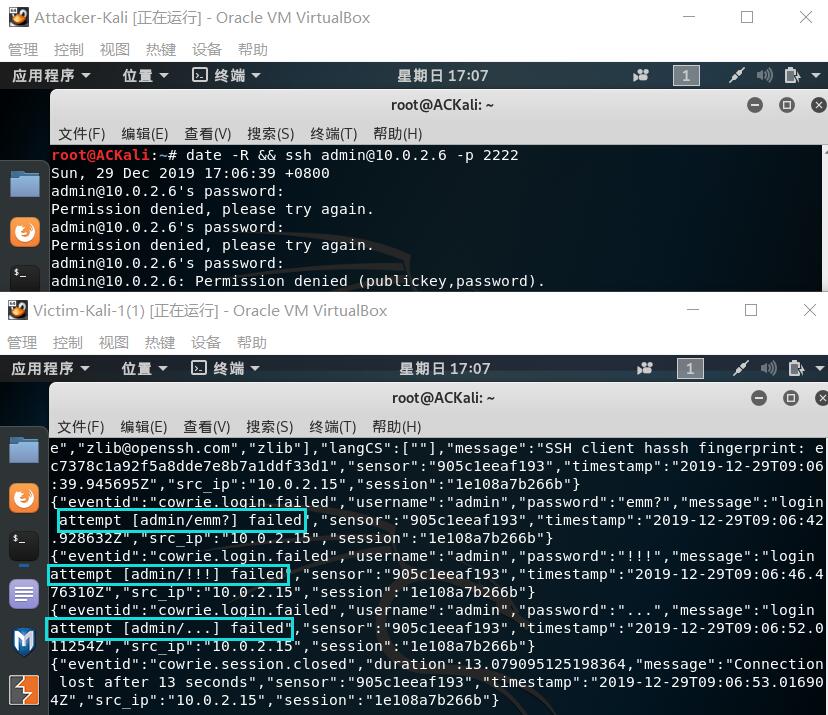 Attacker-Kali [正在运行] - Oracle VM VirtualBox
管理 控制 视图 热键 设备 帮助
应用程序 位置 终端 星期日 17:07 1
root@ACKali: ~
文件(F) 编辑(E) 查看(V) 搜索(S) 终端(T) 帮助(H)
root@ACKali:~# date -R && ssh admin@10.0.2.6 -p 2222
Sun, 29 Dec 2019 17:06:39 +0800
admin@10.0.2.6's password:
Permission denied, please try again.
admin@10.0.2.6's password:
Permission denied, please try again.
admin@10.0.2.6's password:
admin@10.0.2.6: Permission denied (publickey,password).
Victim-Kali-1(1) [正在运行] - Oracle VM VirtualBox
管理 控制 视图 热键 设备 帮助
应用程序 位置 终端 星期日 17:07 1
root@ACKali: ~
文件(F) 编辑(E) 查看(V) 搜索(S) 终端(T) 帮助(H)
e","zlib@openssh.com","zlib"],"langCS":[""],"message":"SSH client hassh fingerprint: e
c7378c1a92f5a8dde7e8b7a1ddf33d1","sensor":"905c1eeaf193","timestamp":"2019-12-29T09:06
:39.945695Z","src_ip":"10.0.2.15","session":"1e108a7b266b"}
{"eventid":"cowrie.login.failed","username":"admin","password":"emm?","message":"login
attempt [admin/emm?] failed","sensor":"905c1eeaf193","timestamp":"2019-12-29T09:06:42
.928632Z","src_ip":"10.0.2.15","session":"1e108a7b266b"}
{"eventid":"cowrie.login.failed","username":"admin","password":"!!!","message":"login
attempt [admin/!!!] failed","sensor":"905c1eeaf193","timestamp":"2019-12-29T09:06:46.4
76310Z","src_ip":"10.0.2.15","session":"1e108a7b266b"}
{"eventid":"cowrie.login.failed","username":"admin","password":"...","message":"login
attempt [admin/...] failed","sensor":"905c1eeaf193","timestamp":"2019-12-29T09:06:52.0
11254Z","src_ip":"10.0.2.15","session":"1e108a7b266b"}
{"eventid":"cowrie.session.closed","duration":13.079095125198364,"message":"Connection
lost after 13 seconds","sensor":"905c1eeaf193","timestamp":"2019-12-29T09:06:53.01690
4Z","src_ip":"10.0.2.15","session":"1e108a7b266b"}